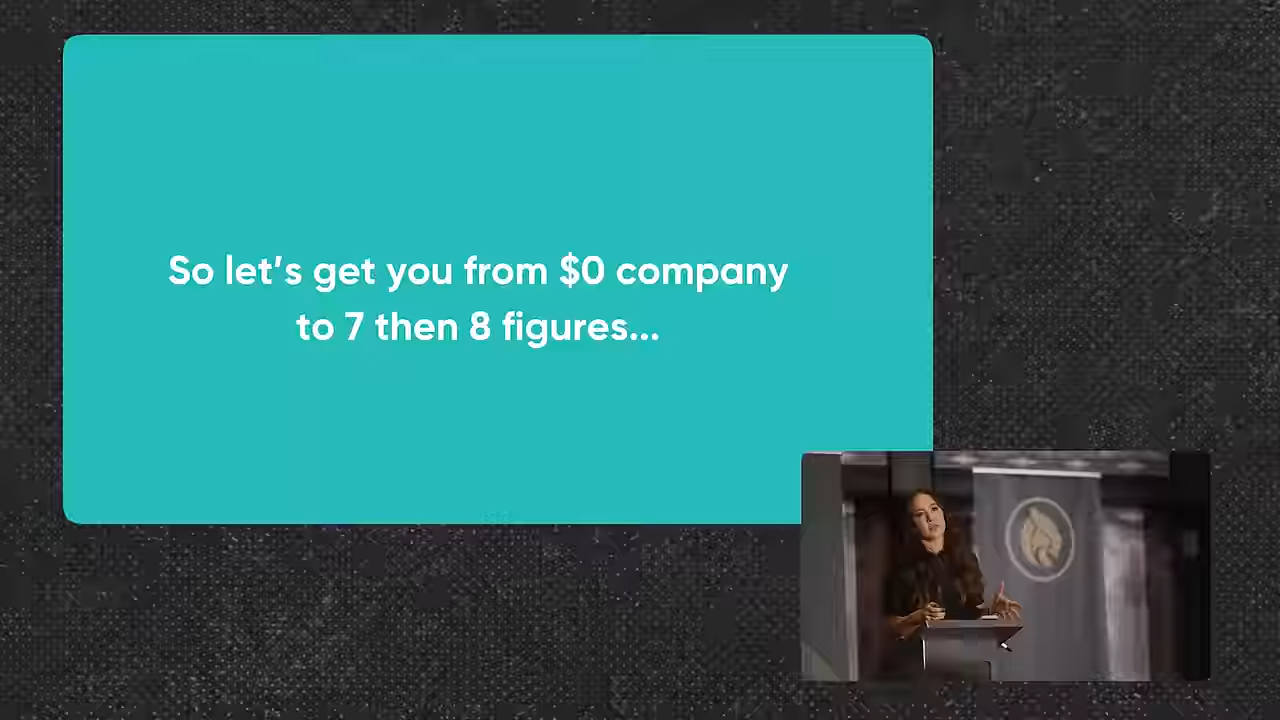 So let’s get you from $0 company
to 7 then 8 figures...